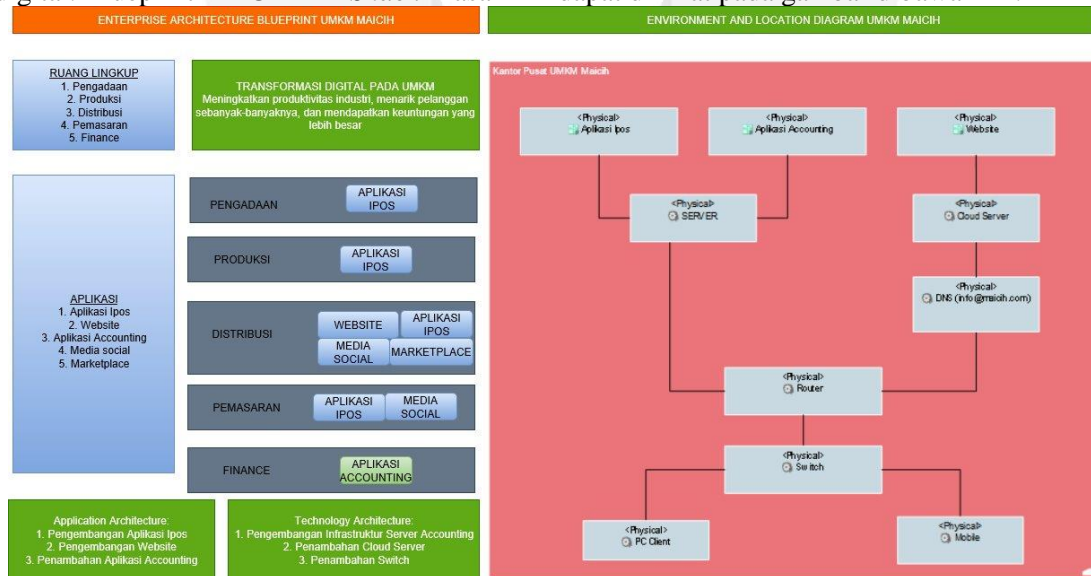 ENTERPRISE ARCHITECTURE BLUEPRINT UMKM MAICIH
ENVIRONMENT AND LOCATION DIAGRAM UMKM MAICIH
RUANG LINGKUP
1. Pengadaan
2. Produksi
3. Distribusi
4. Pemasaran
5. Finance
TRANSFORMASI DIGITAL PADA UMKM
Meningkatkan produktivitas industri, menarik pelanggan
sebanyak-banyaknya, dan mendapatkan keuntungan yang
lebih besar
APLIKASI
1. Aplikasi Ipos
2. Website
3. Aplikasi Accounting
4. Media social
5. Marketplace
PENGADAAN
APLIKASI
IPOS
PRODUKSI
APLIKASI
IPOS
DISTRIBUSI
WEBSITE
APLIKASI
IPOS
MEDIA
SOCIAL
MARKETPLACE
PEMASARAN
APLIKASI
IPOS
MEDIA
SOCIAL
FINANCE
APLIKASI
ACCOUNTING
Application Architecture:
1. Pengembangan Aplikasi Ipos
2. Pengembangan Website
3. Penambahan Aplikasi Accounting
Technology Architecture:
1. Pengembangan Infrastruktur Server Accounting
2. Penambahan Cloud Server
3. Penambahan Switch
Kantor Pusat UMKM Maicih
<Physical>
Aplikasi Ipos
<Physical>
Aplikasi Accounting
<Physical>
Website
<Physical>
SERVER
<Physical>
Cloud Server
<Physical>
DNS (info@maicih.com)
<Physical>
Router
<Physical>
Switch
<Physical>
PC Client
<Physical>
Mobile